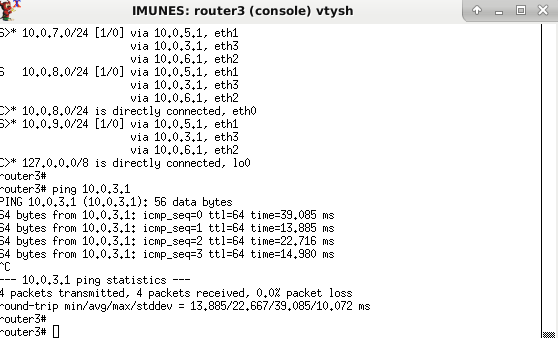 IMUNES: router3 (console) vtysh
S>* 10.0.7.0/24 [1/0] via 10.0.5.1, eth1
via 10.0.3.1, eth3
via 10.0.6.1, eth2
S   10.0.8.0/24 [1/0] via 10.0.5.1, eth1
via 10.0.3.1, eth3
via 10.0.6.1, eth2
C>* 10.0.8.0/24 is directly connected, eth0
S>* 10.0.9.0/24 [1/0] via 10.0.5.1, eth1
via 10.0.3.1, eth3
via 10.0.6.1, eth2
C>* 127.0.0.0/8 is directly connected, lo0
router3#
router3# ping 10.0.3.1
PING 10.0.3.1 (10.0.3.1): 56 data bytes
64 bytes from 10.0.3.1: icmp_seq=0 ttl=64 time=39.085 ms
64 bytes from 10.0.3.1: icmp_seq=1 ttl=64 time=13.885 ms
64 bytes from 10.0.3.1: icmp_seq=2 ttl=64 time=22.716 ms
64 bytes from 10.0.3.1: icmp_seq=3 ttl=64 time=14.980 ms
^C
--- 10.0.3.1 ping statistics ---
4 packets transmitted, 4 packets received, 0.0% packet loss
round-trip min/avg/max/stddev = 13.885/22.667/39.085/10.072 ms
router3#
router3#